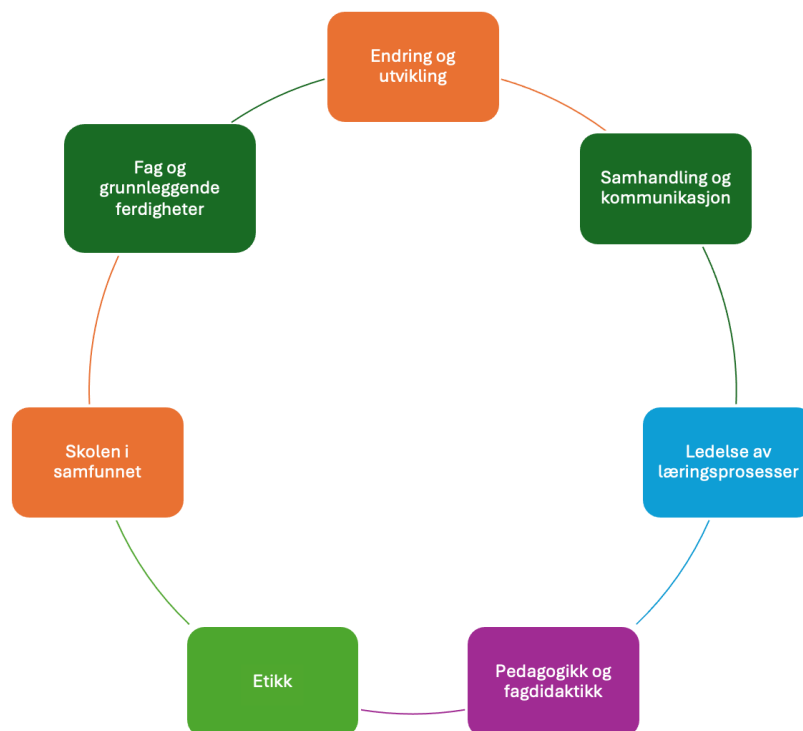 Endring og
utvikling
Samhandling og
kommunikasjon
Ledelse av
læringsprosesser
Pedagogikk og
fagdidaktikk
Etikk
Skolen i
samfunnet
Fag og
grunnleggende
ferdigheter